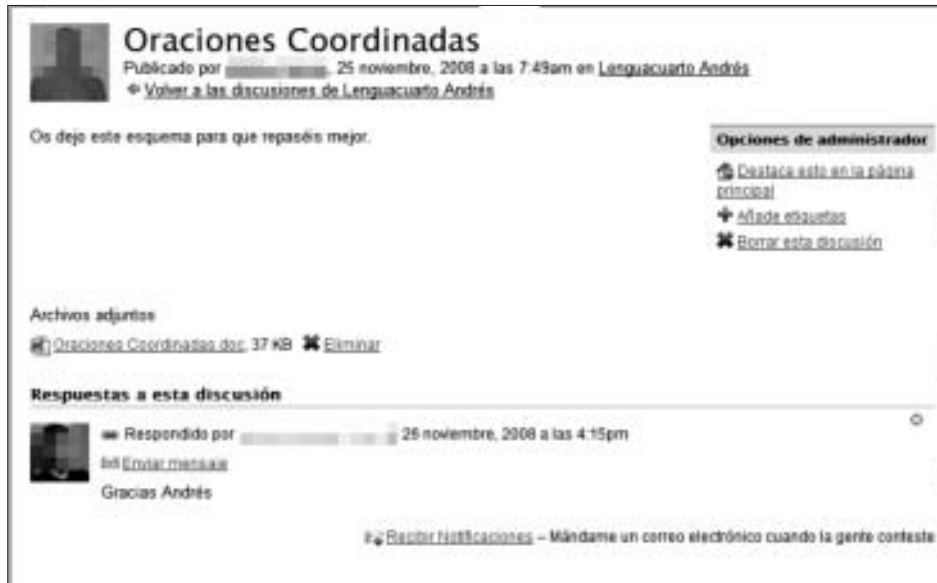 Oraciones Coordinadas
Publicado por , 25 noviembre, 2008 a las 7:49am en Lenguacuarto Andrés
Volver a las discusiones de Lenguacuarto Andrés
Os dejo este esquema para que repaséis mejor.
Opciones de administrador
Destaca esto en la página
principal
Añade etiquetas
Borrar esta discusión
Archivos adjuntos
Oraciones Coordinadas.doc, 37 KB Eliminar
Respuestas a esta discusión
Respondido por 26 noviembre, 2008 a las 4:15pm
Enviar mensaje
Gracias Andrés
Recibir Notificaciones – Mándame un correo electrónico cuando la gente conteste